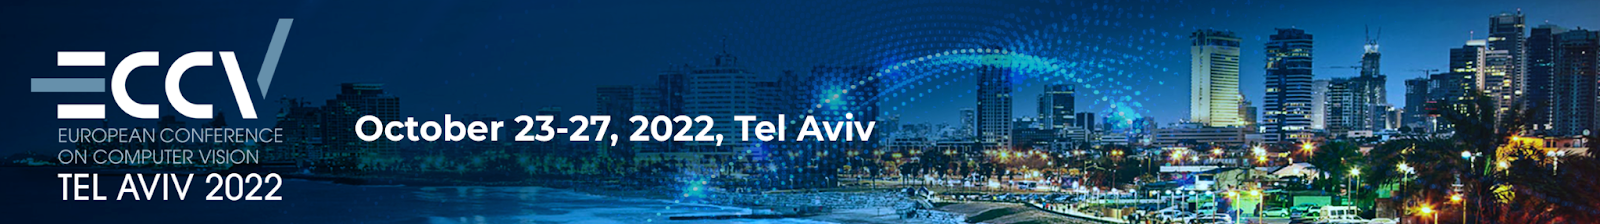 ECCV
EUROPEAN CONFERENCE
ON COMPUTER VISION
TEL AVIV 2022
October 23-27, 2022, Tel Aviv